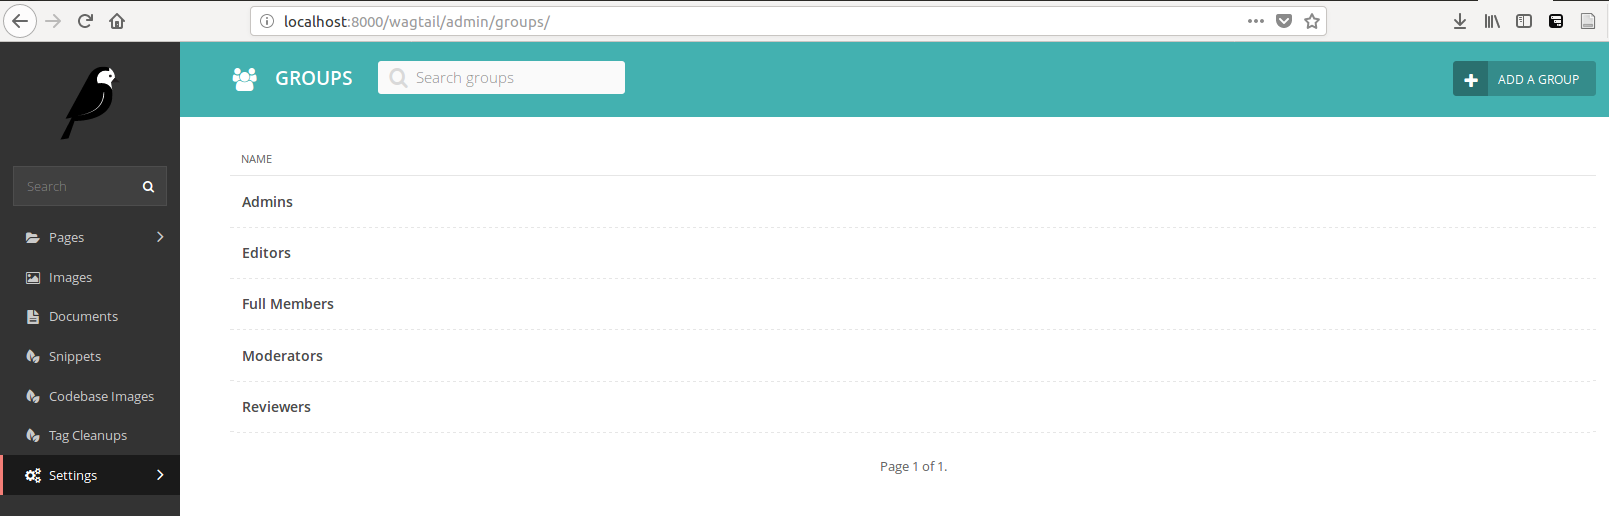 localhost:8000/wagtail/admin/groups/
GROUPS
Search groups
ADD A GROUP
Search
Pages
Images
Documents
Snippets
Codebase Images
Tag Cleanups
Settings
NAME
Admins
Editors
Full Members
Moderators
Reviewers
Page 1 of 1.